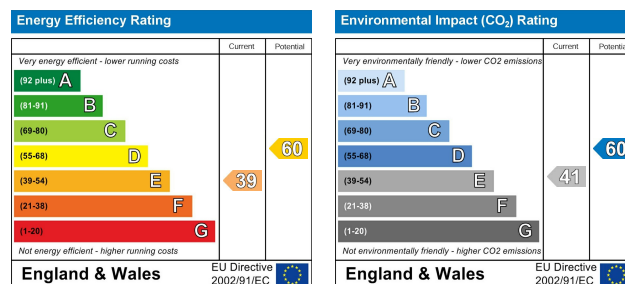 Energy Efficiency Rating
Current Potential
Very energy efficient - lower running costs
(92 plus) A
(81-91) B
(69-80) C
(55-68) D
(39-54) E
(21-38) F
(1-20) G
39
60
Not energy efficient - higher running costs
England & Wales
EU Directive
2002/91/EC
Environmental Impact (CO₂) Rating
Current Potential
Very environmentally friendly - lower CO2 emissions
(92 plus) A
(81-91) B
(69-80) C
(55-68) D
(39-54) E
(21-38) F
(1-20) G
41
60
Not environmentally friendly - higher CO2 emissions
England & Wales
EU Directive
2002/91/EC